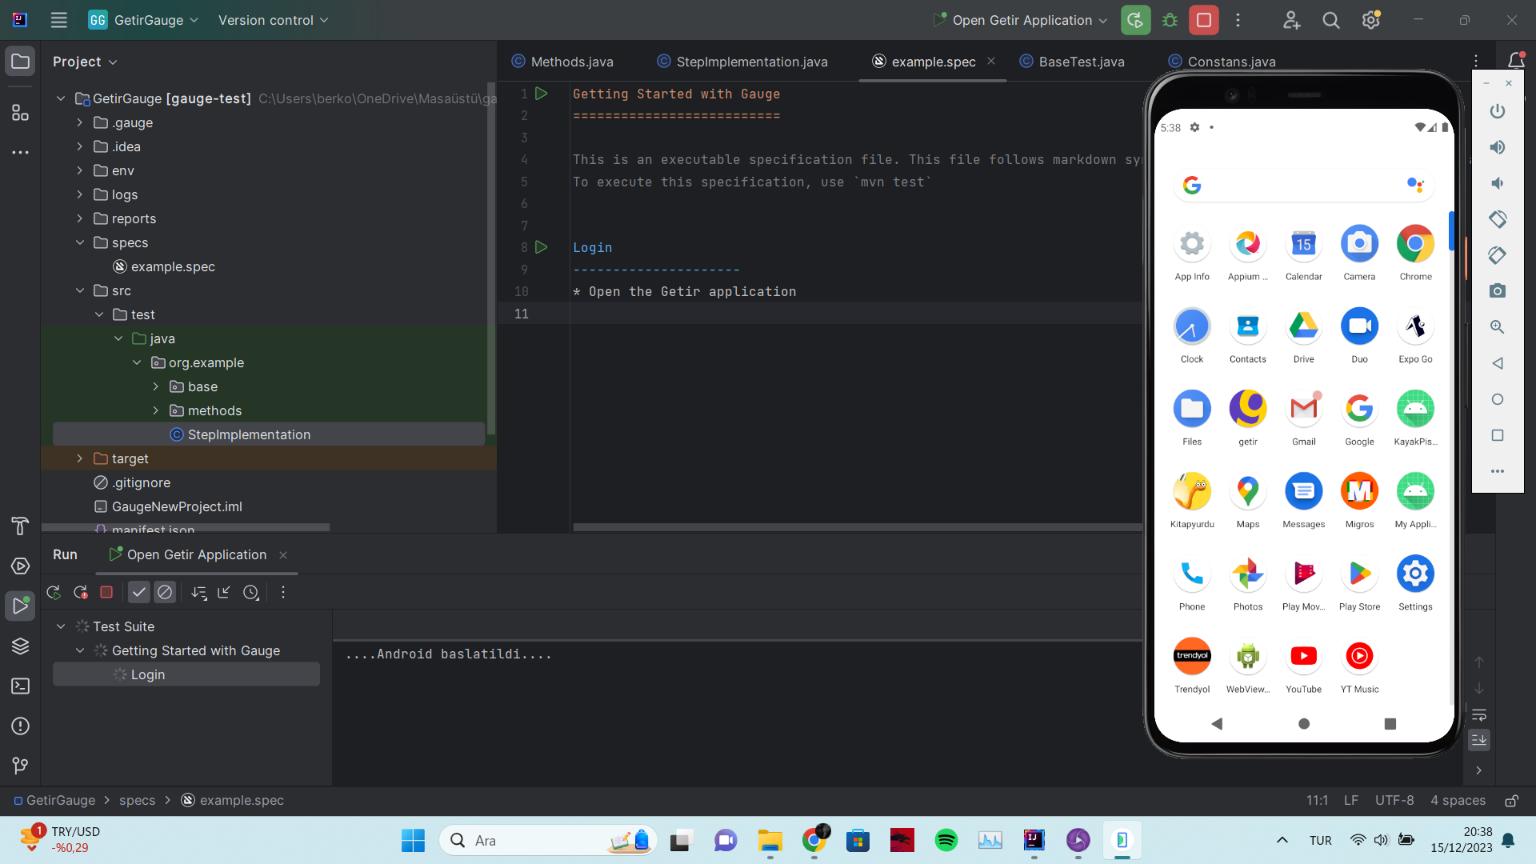 GG GetirGauge Version control Open Getir Application
Project
GetirGauge [gauge-test] C:\Users\berko\OneDrive\Masaüstü\ga
.gauge
.idea
env
logs
reports
specs
example.spec
src
test
java
org.example
base
methods
StepImplementation
target
.gitignore
GaugeNewProject.iml
manifest.json
Methods.java StepImplementation.java example.spec BaseTest.java Constans.java
1 Getting Started with Gauge
2 ==========================
3
4 This is an executable specification file. This file follows markdown sy
5 To execute this specification, use `mvn test`
6
7
8 Login
9 ---------------------
10 * Open the Getir application
11
Run Open Getir Application
Test Suite
Getting Started with Gauge
Login
....Android baslatildi....
5:38
15
App Info Appium ... Calendar Camera Chrome
Clock Contacts Drive Duo Expo Go
Files getir Gmail Google KayakPis...
Kitapyurdu Maps Messages Migros My Appli...
Phone Photos Play Mov... Play Store Settings
trendyol
Trendyol WebView... YouTube YT Music
GetirGauge > specs > example.spec 11:1 LF UTF-8 4 spaces
1 TRY/USD
-%0,29
Ara
TUR
20:38
15/12/2023